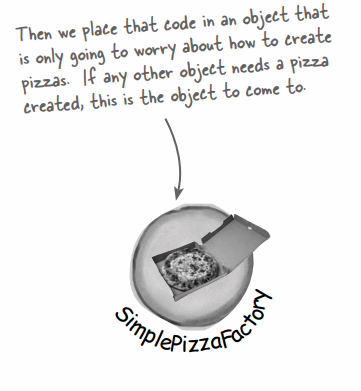 Then we place that code in an object that
is only going to worry about how to create
pizzas. If any other object needs a pizza
created, this is the object to come to.
SimplePizzaFactory